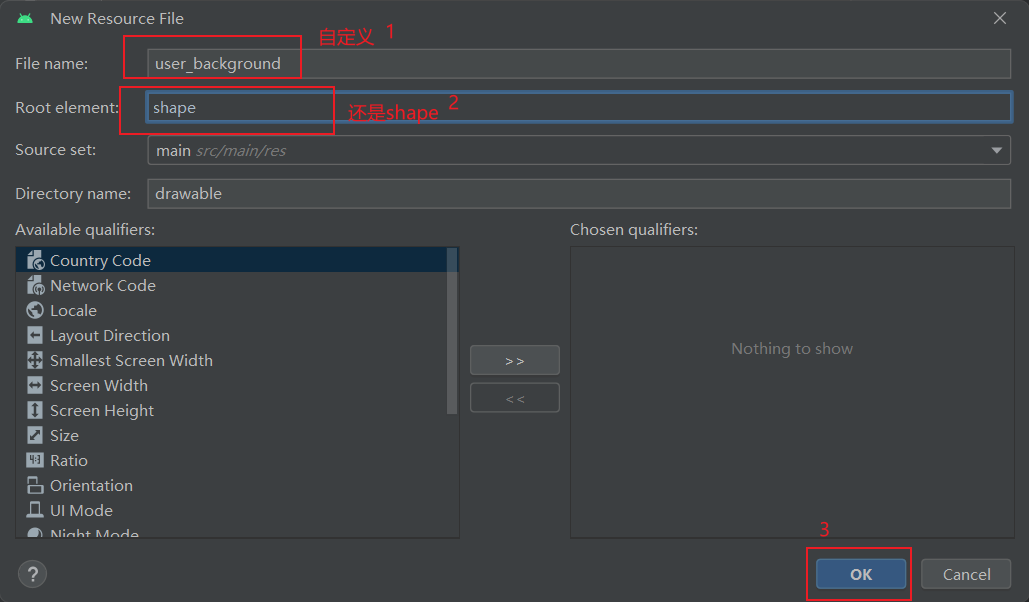 New Resource File
自定义 1
File name: user_background
Root element: shape
还是shape 2
Source set: main src/main/res
Directory name: drawable
Available qualifiers:
Chosen qualifiers:
Country Code
Network Code
Locale
Layout Direction
Smallest Screen Width
Screen Width
Screen Height
Size
Ratio
Orientation
UI Mode
Night Mode
>>
<<
Nothing to show
3
?
OK
Cancel